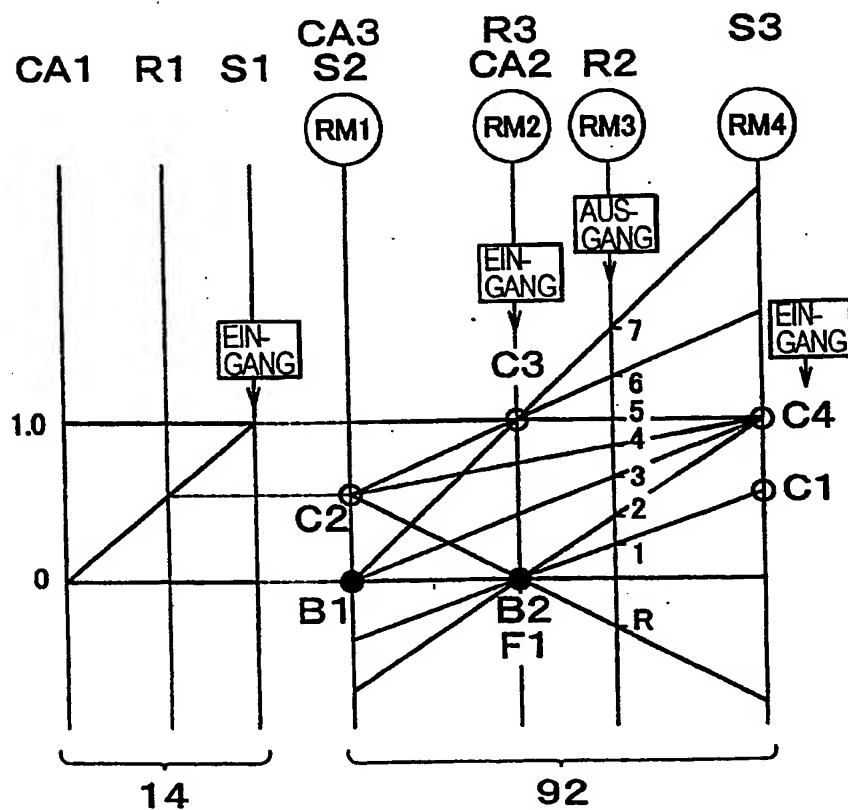 CA3 R3 S3
CA1 R1 S1 S2 CA2 R2
RM1 RM2 RM3 RM4
AUS-
GANG
EIN-
GANG
EIN-
GANG
EIN-
GANG
7
C3
6
1.0
5
C4
4
3
C1
C2
2
1
0
B1
B2
R
F1
14
92